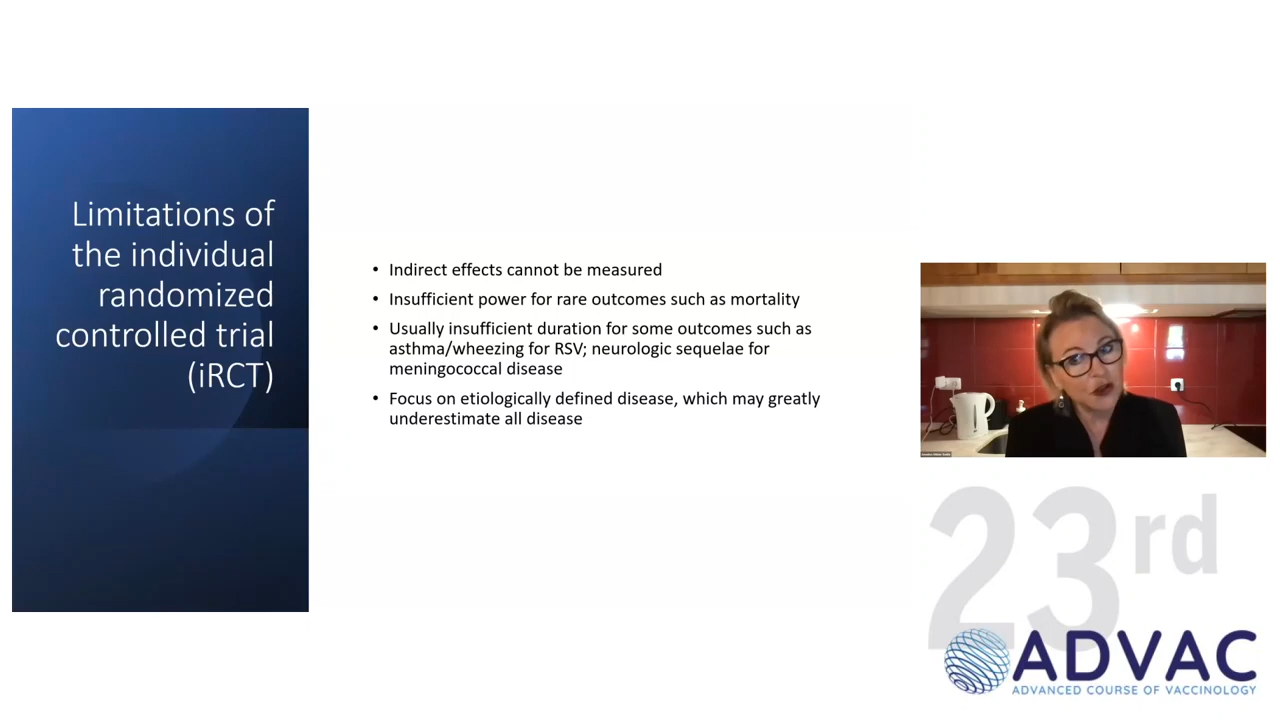 Limitations of
the individual
randomized
controlled trial
(iRCT)
• Indirect effects cannot be measured
• Insufficient power for rare outcomes such as mortality
• Usually insufficient duration for some outcomes such as
asthma/wheezing for RSV; neurologic sequelae for
meningococcal disease
• Focus on etiologically defined disease, which may greatly
underestimate all disease
23rd
ADVAC
ADVANCED COURSE OF VACCINOLOGY